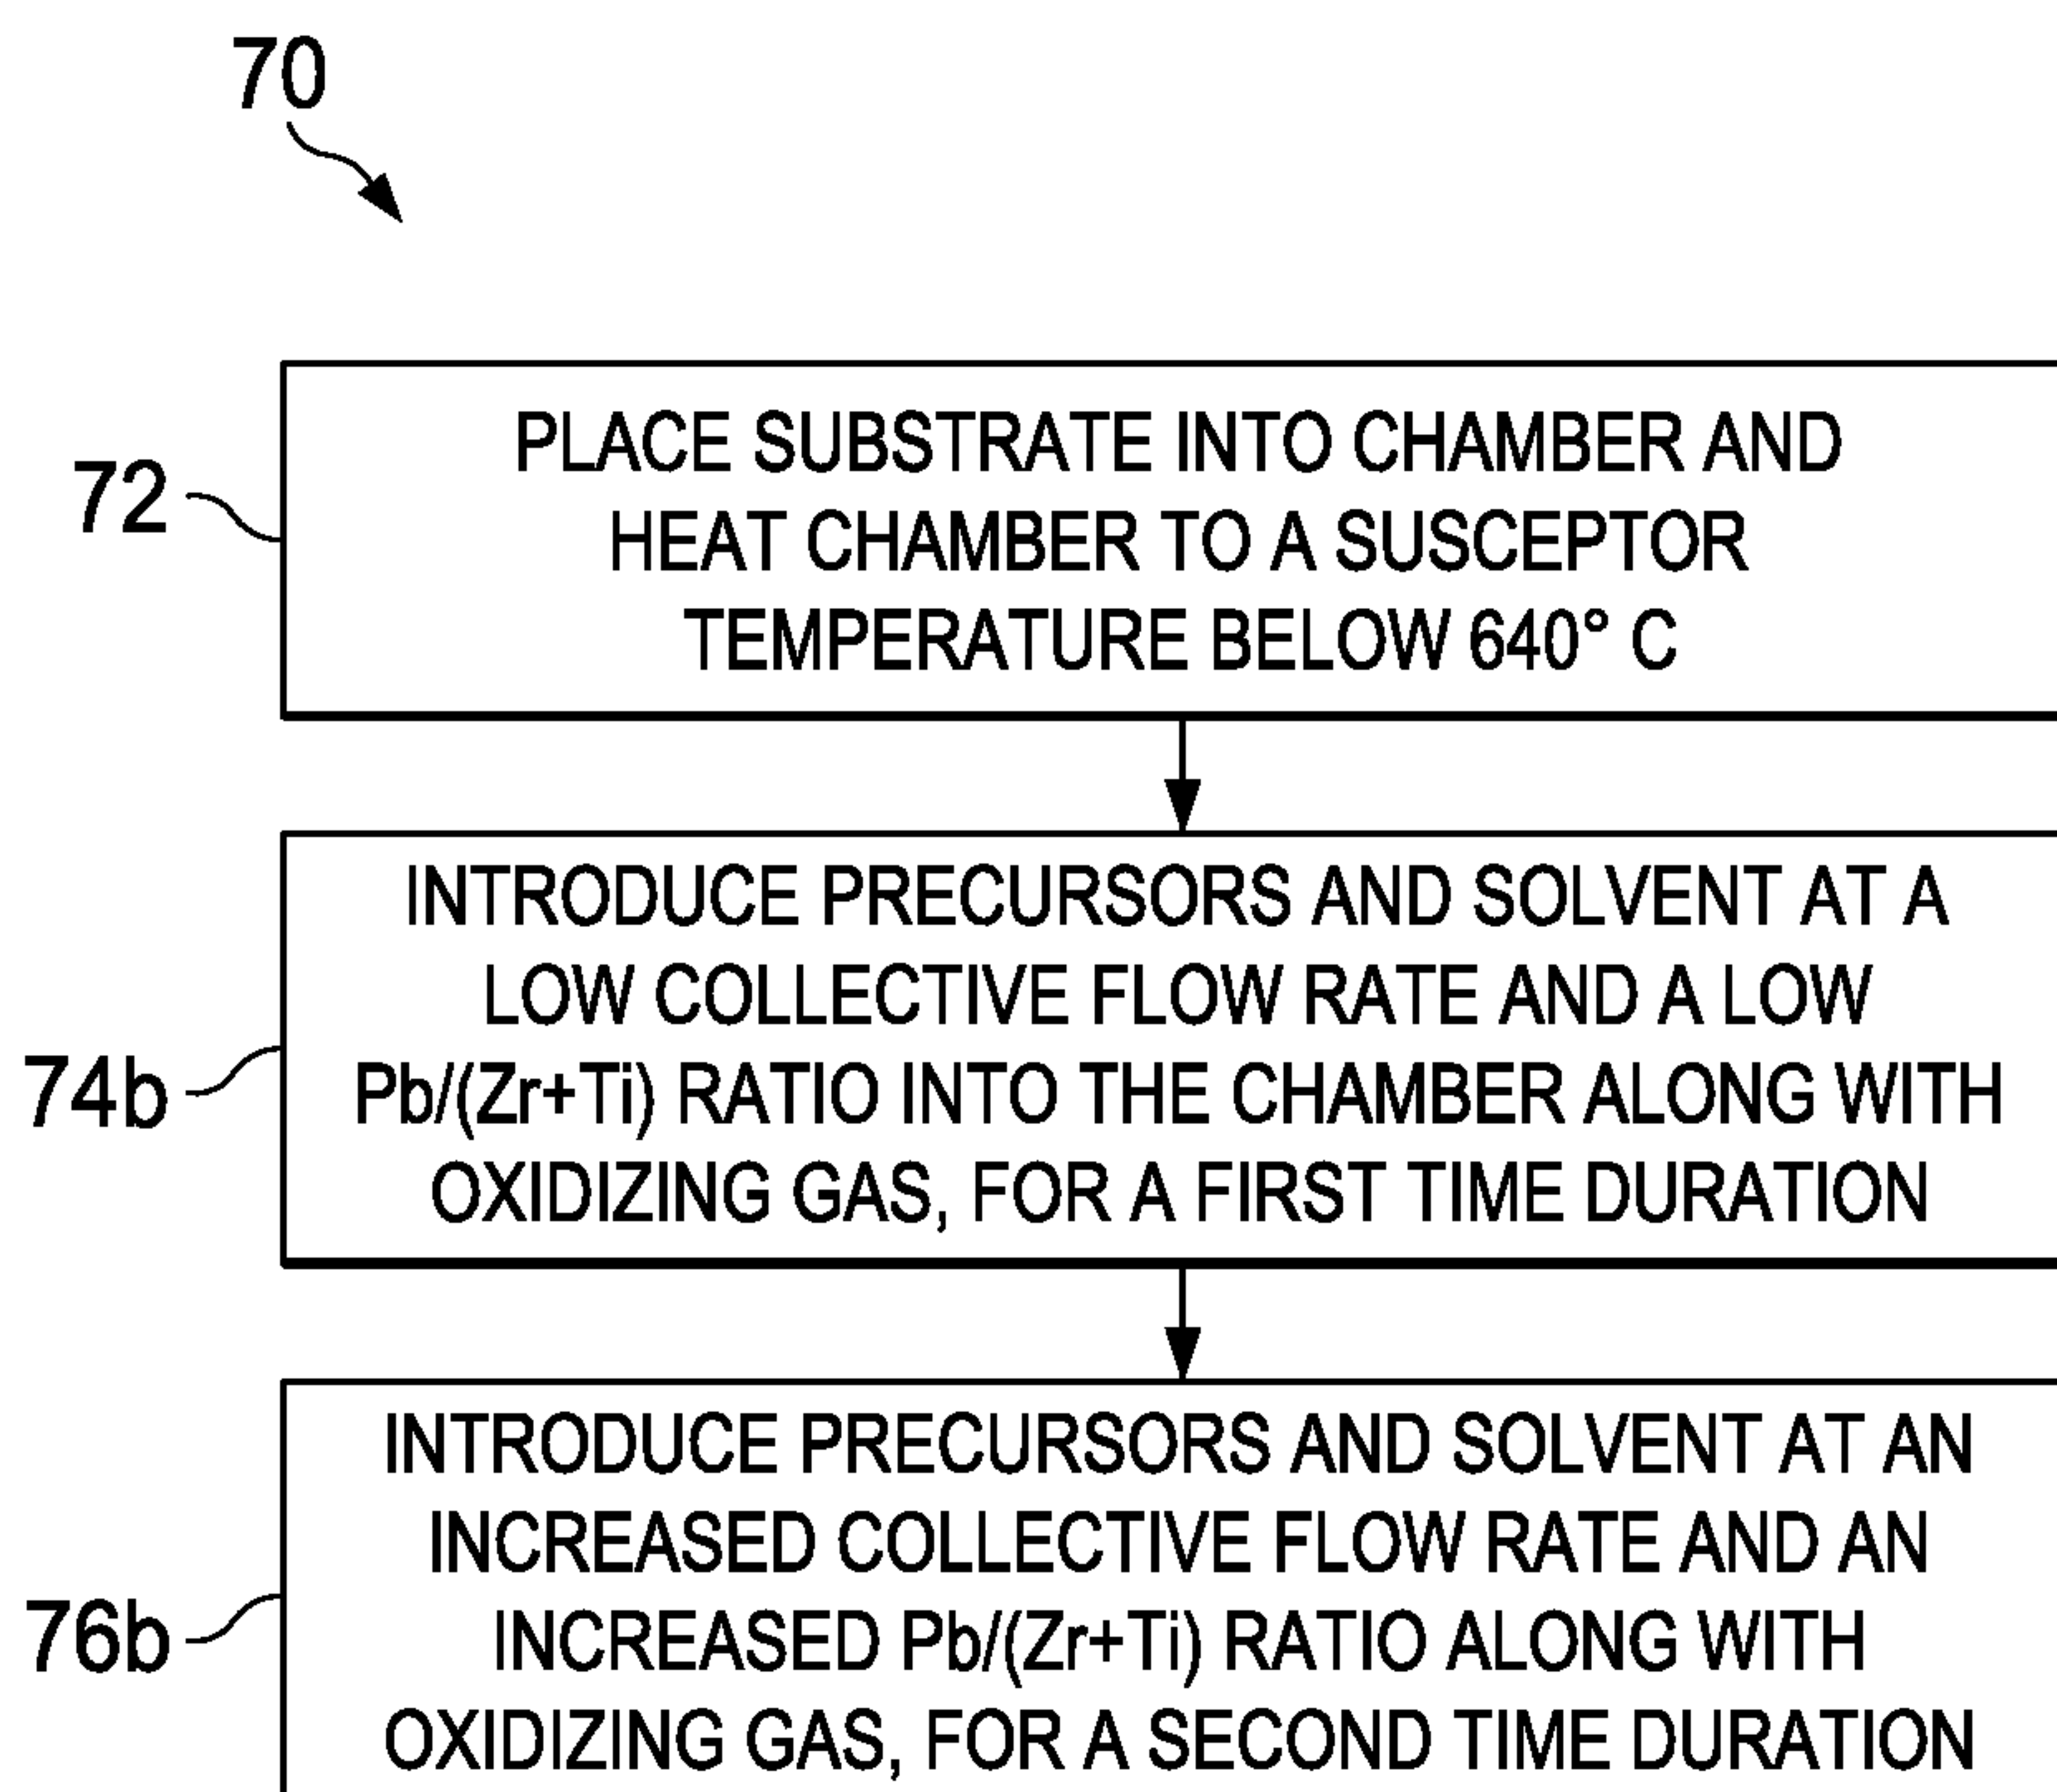 70
72
PLACE SUBSTRATE INTO CHAMBER AND
HEAT CHAMBER TO A SUSCEPTOR
TEMPERATURE BELOW 640° C
74b
INTRODUCE PRECURSORS AND SOLVENT AT A
LOW COLLECTIVE FLOW RATE AND A LOW
Pb/(Zr+Ti) RATIO INTO THE CHAMBER ALONG WITH
OXIDIZING GAS, FOR A FIRST TIME DURATION
76b
INTRODUCE PRECURSORS AND SOLVENT AT AN
INCREASED COLLECTIVE FLOW RATE AND AN
INCREASED Pb/(Zr+Ti) RATIO ALONG WITH
OXIDIZING GAS, FOR A SECOND TIME DURATION